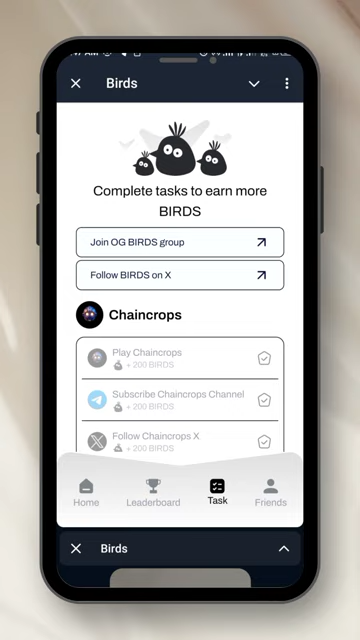 Birds
Complete tasks to earn more
BIRDS
Join OG BIRDS group
Follow BIRDS on X
Chaincrops
Play Chaincrops
+ 200 BIRDS
Subscribe Chaincrops Channel
+ 200 BIRDS
Follow Chaincrops X
+ 200 BIRDS
Home
Leaderboard
Task
Friends
Birds